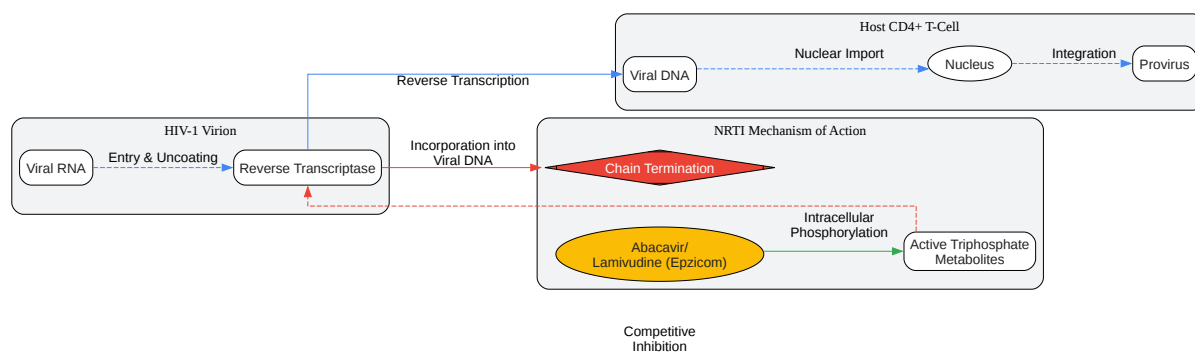 Host CD4+ T-Cell
Viral DNA
Nuclear Import
Nucleus
Integration
Provirus
Reverse Transcription
HIV-1 Virion
Viral RNA
Entry & Uncoating
Reverse Transcriptase
Incorporation into
Viral DNA
NRTI Mechanism of Action
Chain Termination
Abacavir/
Lamivudine (Epzicom)
Intracellular
Phosphorylation
Active Triphosphate
Metabolites
Competitive
Inhibition